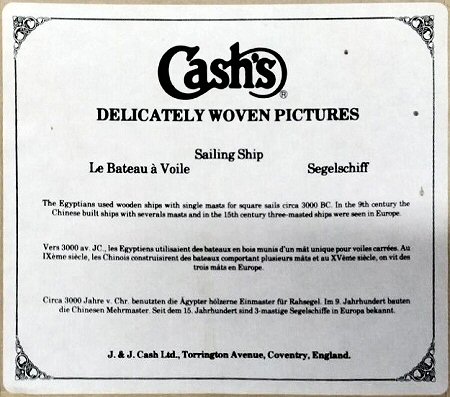 Cash's®
DELICATELY WOVEN PICTURES
Sailing Ship
Le Bateau à Voile Segelschiff
The Egyptians used wooden ships with single masts for square sails circa 3000 BC. In the 9th century the
Chinese built ships with severals masts and in the 15th century three-masted ships were seen in Europe.
Vers 3000 av. JC., les Egyptiens utilisaient des bateaux en bois munis d'un mât unique pour voiles carrées. Au
IXème siècle, les Chinois construisirent des bateaux comportant plusieurs mâts et au XVème siècle, on vit des
trois mâts en Europe.
Circa 3000 Jahre v. Chr. benutzten die Ägypter hölzerne Einmaster für Rahsegel. Im 9. Jahrhundert bauten
die Chinesen Mehrmaster. Seit dem 15. Jahrhundert sind 3-mastige Segelschiffe in Europa bekannt.
J. & J. Cash Ltd., Torrington Avenue, Coventry, England.